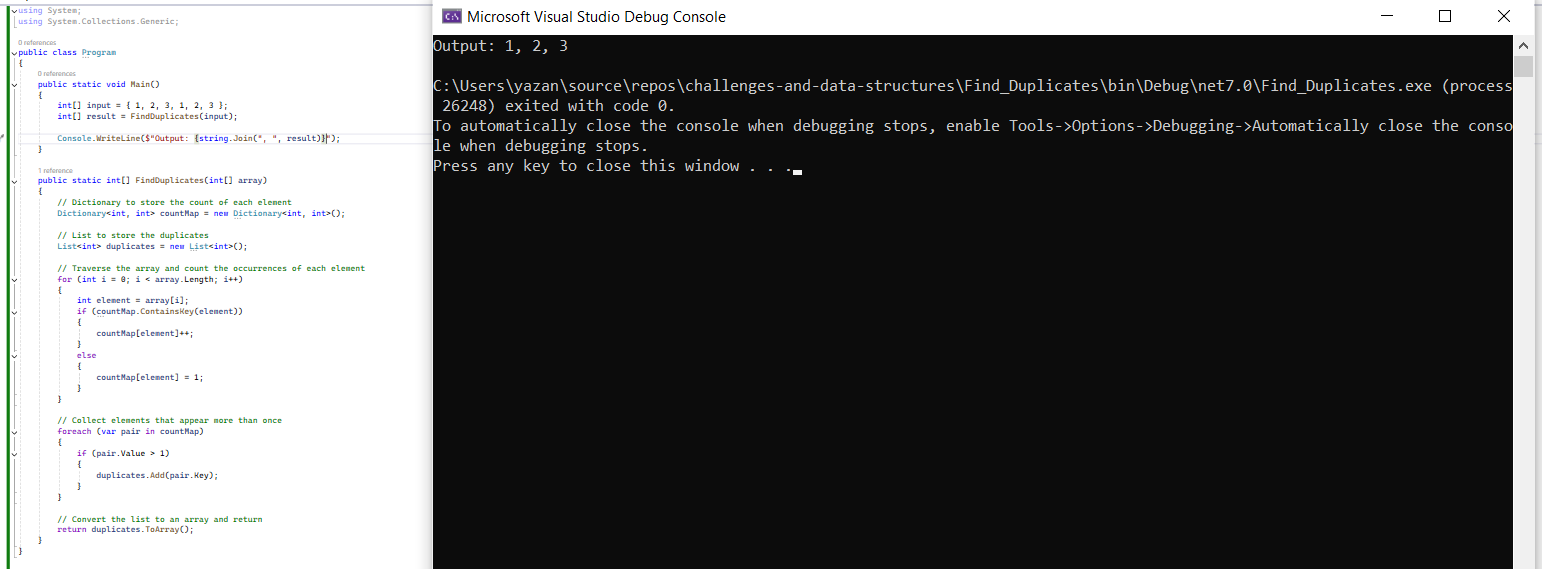 using System;
using System.Collections.Generic;
0 references
public class Program
{
0 references
public static void Main()
{
int[] input = { 1, 2, 3, 1, 2, 3 };
int[] result = FindDuplicates(input);
Console.WriteLine($"Output: {string.Join(", ", result)}");
}
1 reference
public static int[] FindDuplicates(int[] array)
{
// Dictionary to store the count of each element
Dictionary<int, int> countMap = new Dictionary<int, int>();
// List to store the duplicates
List<int> duplicates = new List<int>();
// Traverse the array and count the occurrences of each element
for (int i = 0; i < array.Length; i++)
{
int element = array[i];
if (countMap.ContainsKey(element))
{
countMap[element]++;
}
else
{
countMap[element] = 1;
}
}
// Collect elements that appear more than once
foreach (var pair in countMap)
{
if (pair.Value > 1)
{
duplicates.Add(pair.Key);
}
}
// Convert the list to an array and return
return duplicates.ToArray();
}
}
C:\ Microsoft Visual Studio Debug Console
Output: 1, 2, 3
C:\Users\yazan\source\repos\challenges-and-data-structures\Find_Duplicates\bin\Debug\net7.0\Find_Duplicates.exe (process
26248) exited with code 0.
To automatically close the console when debugging stops, enable Tools->Options->Debugging->Automatically close the conso
le when debugging stops.
Press any key to close this window . . .